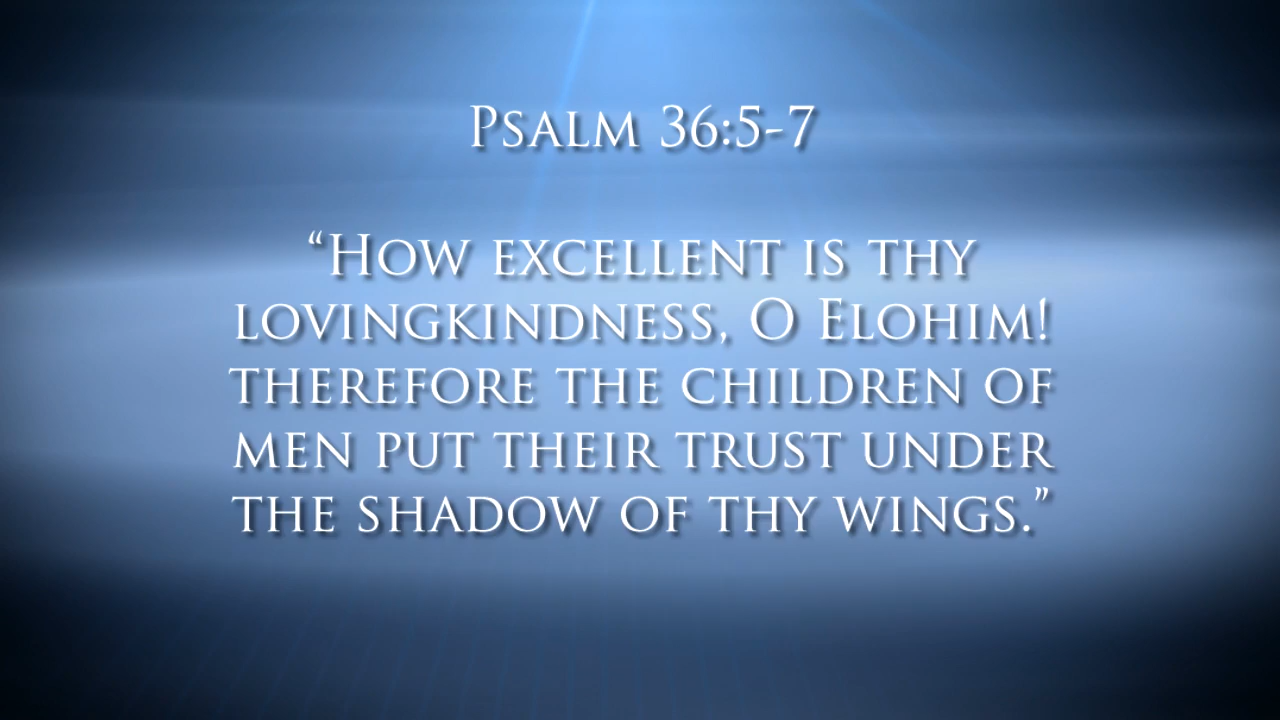 Psalm 36:5-7
“How excellent is thy
lovingkindness, O Elohim!
therefore the children of
men put their trust under
the shadow of thy wings.”